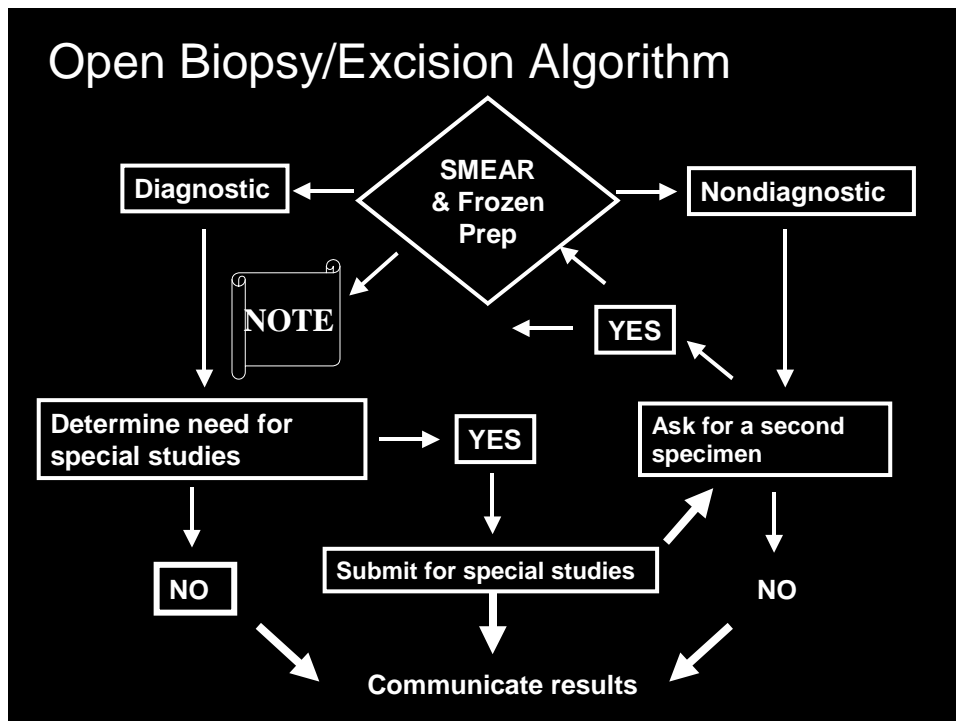 Open Biopsy/Excision Algorithm
SMEAR
& Frozen
Prep
Diagnostic
Nondiagnostic
NOTE
YES
Determine need for
special studies
YES
Ask for a second
specimen
NO
Submit for special studies
NO
Communicate results